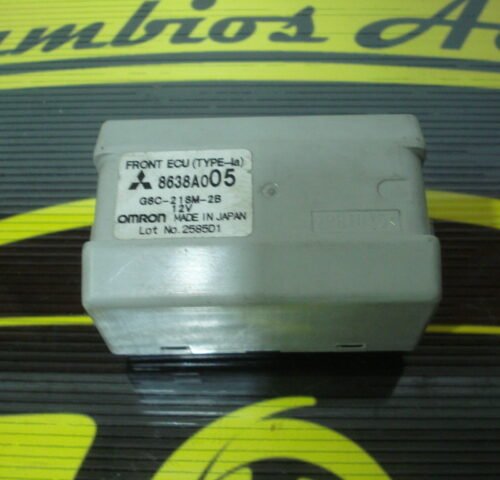 mbios A
FRONT ECU (TYPE-Ia)
8638A005
G8C-218M-2B
12V
OMRON MADE IN JAPAN
Lot No.2585D1